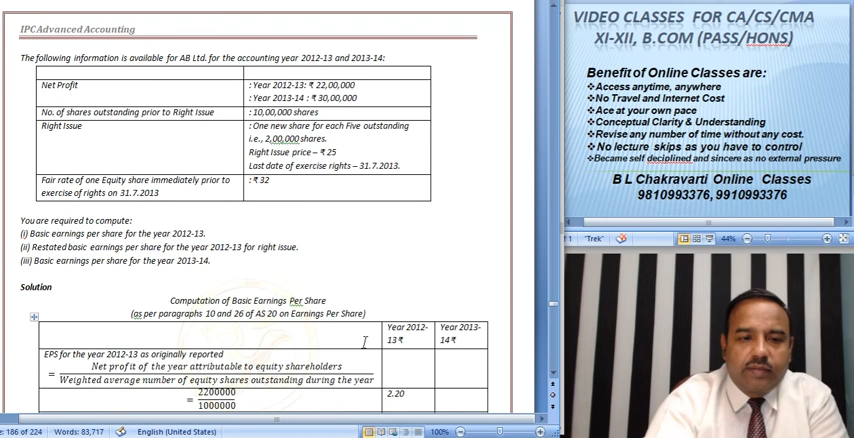 IPC Advanced Accounting
The following information is available for AB Ltd. for the accounting year 2012-13 and 2013-14:
Net Profit
: Year 2012-13: ₹ 22,00,000
: Year 2013-14 : ₹ 30,00,000
No. of shares outstanding prior to Right Issue
: 10,00,000 shares
Right Issue
: One new share for each Five outstanding
i.e., 2,00,000 shares.
Right Issue price – ₹ 25
Last date of exercise rights – 31.7.2013.
Fair rate of one Equity share immediately prior to
exercise of rights on 31.7.2013
: ₹ 32
You are required to compute:
(i) Basic earnings per share for the year 2012-13.
(ii) Restated basic earnings per share for the year 2012-13 for right issue.
(iii) Basic earnings per share for the year 2013-14.
Solution
Computation of Basic Earnings Per Share
(as per paragraphs 10 and 26 of AS 20 on Earnings Per Share)
Year 2012-
13 ₹
Year 2013-
14 ₹
EPS for the year 2012-13 as originally reported
= Net profit of the year attributable to equity shareholders
Weighted average number of equity shares outstanding during the year
= 2200000
1000000
2.20
e: 186 of 224
Words: 83,717
English (United States)
100%
VIDEO CLASSES FOR CA/CS/CMA
XI-XII, B.COM (PASS/HONS)
Benefit of Online Classes are:
❖Access anytime, anywhere
❖No Travel and Internet Cost
❖Ace at your own pace
❖Conceptual Clarity & Understanding
❖Revise any number of time without any cost.
❖No lecture skips as you have to control
❖Became self deciplined and sincere as no external pressure
B L Chakravarti Online Classes
9810993376, 9910993376
of 1
"Trek"
44%